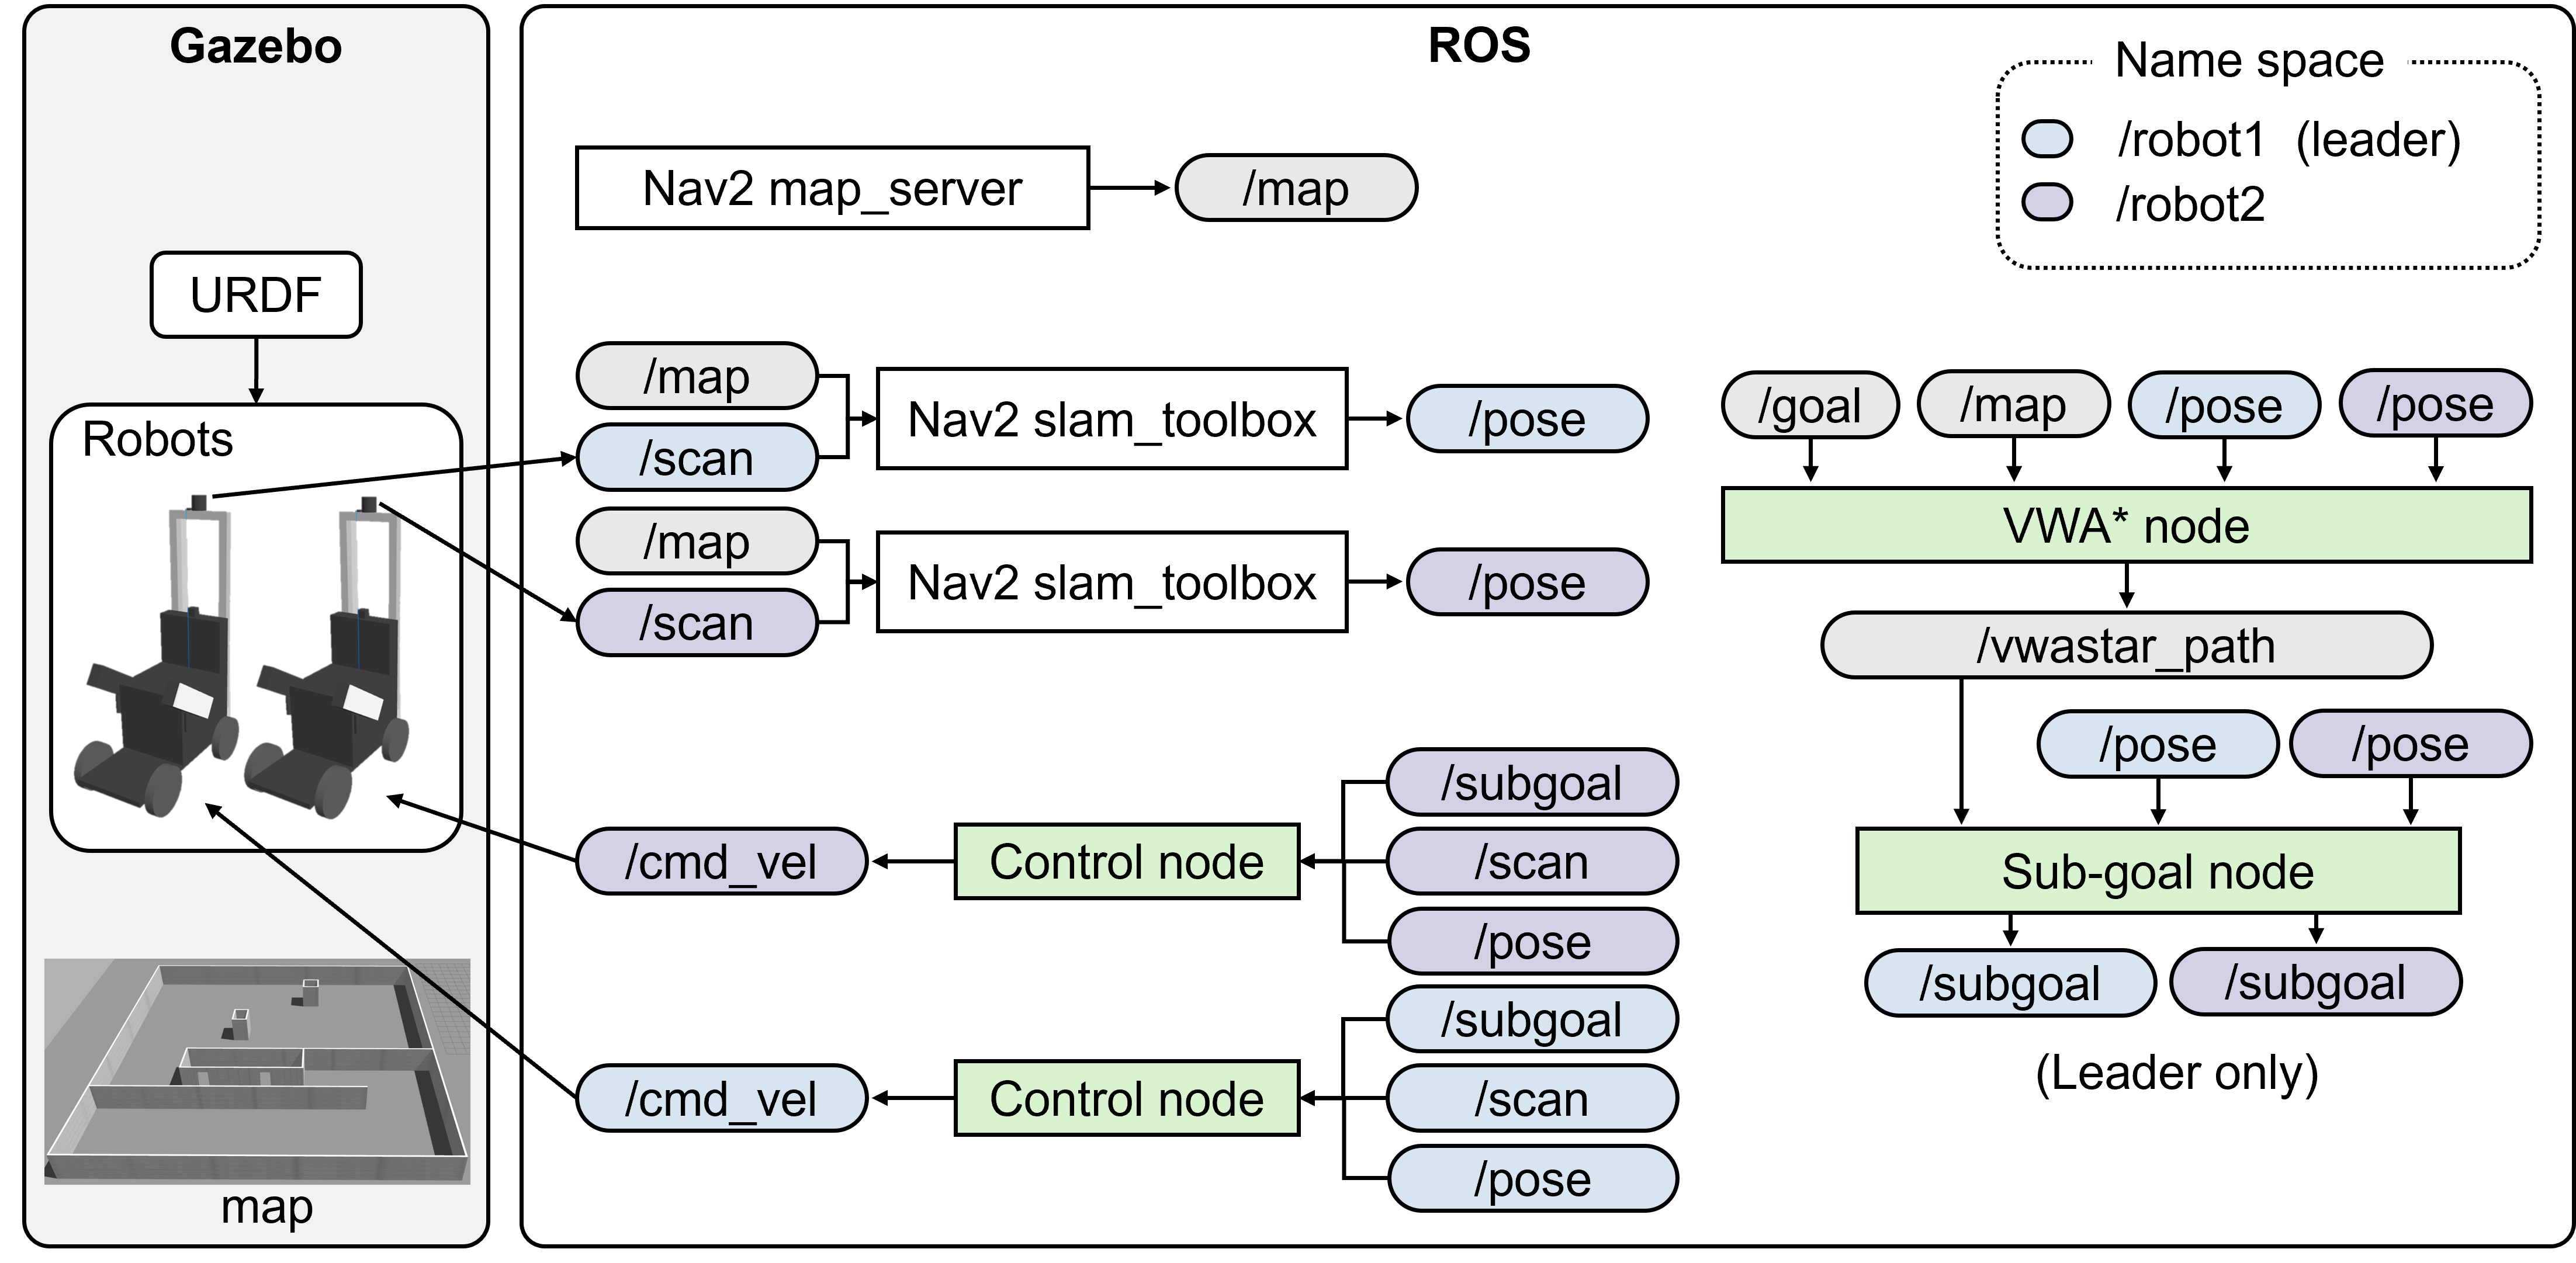 Gazebo
URDF
Robots
map
ROS
Name space
/robot1 (leader)
/robot2
Nav2 map_server
/map
/map
/scan
Nav2 slam_toolbox
/pose
/map
/scan
Nav2 slam_toolbox
/pose
/cmd_vel
Control node
/subgoal
/scan
/pose
/cmd_vel
Control node
/subgoal
/scan
/pose
/goal
/map
/pose
/pose
VWA* node
/vwastar_path
/pose
/pose
Sub-goal node
/subgoal
/subgoal
(Leader only)